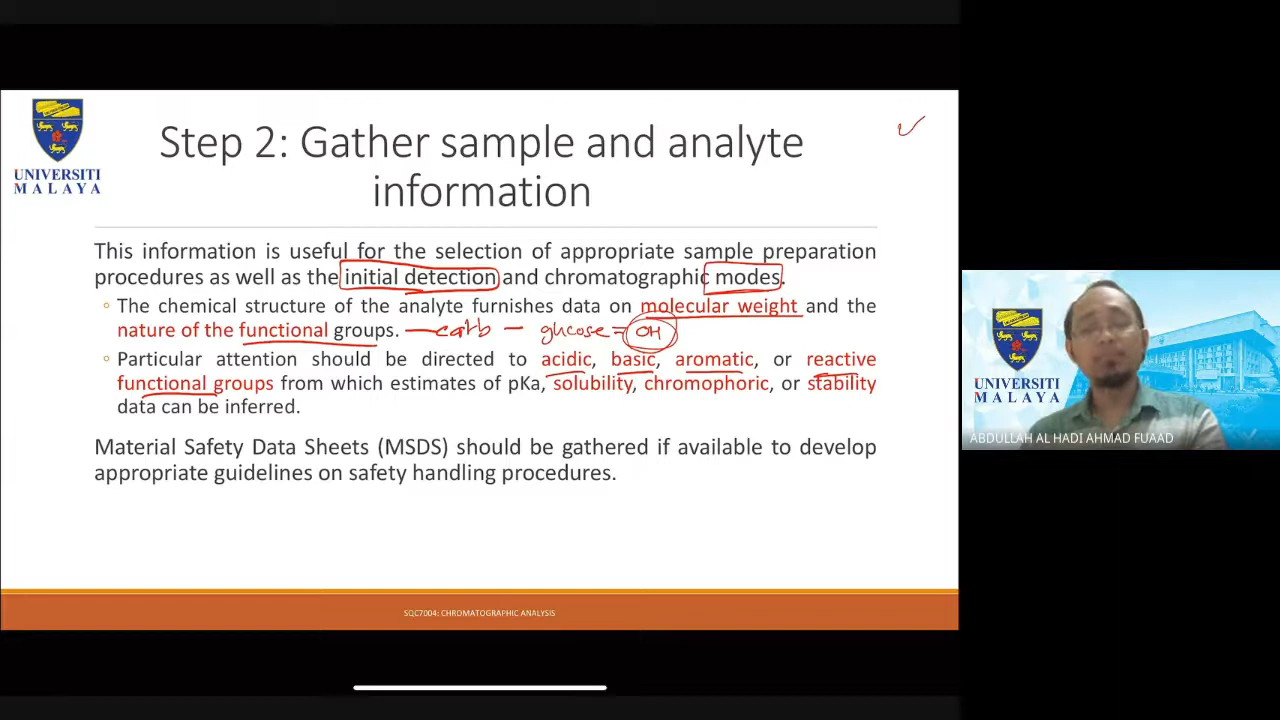 UNIVERSITI
MALAYA
Step 2: Gather sample and analyte
information
This information is useful for the selection of appropriate sample preparation
procedures as well as the initial detection and chromatographic modes.
The chemical structure of the analyte furnishes data on molecular weight and the
nature of the functional groups. — carb — glucose = OH
Particular attention should be directed to acidic, basic, aromatic, or reactive
functional groups from which estimates of pKa, solubility, chromophoric, or stability
data can be inferred.
Material Safety Data Sheets (MSDS) should be gathered if available to develop
appropriate guidelines on safety handling procedures.
SQC7004: CHROMATOGRAPHIC ANALYSIS
UNIVERSITI
MALAYA
ABDULLAH AL HADI AHMAD FUAAD